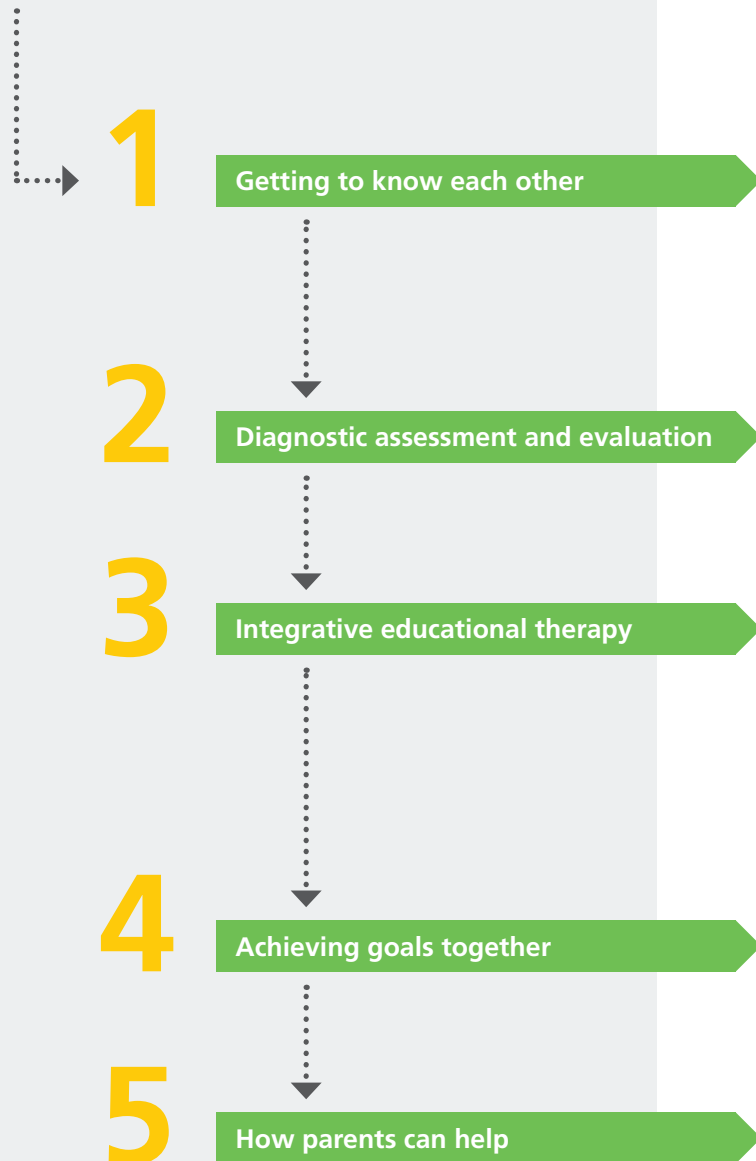 1
Getting to know each other
2
Diagnostic assessment and evaluation
3
Integrative educational therapy
4
Achieving goals together
5
How parents can help